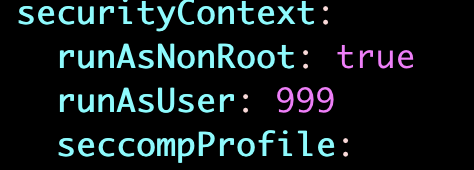 securityContext:
  runAsNonRoot: true
  runAsUser: 999
  seccompProfile: